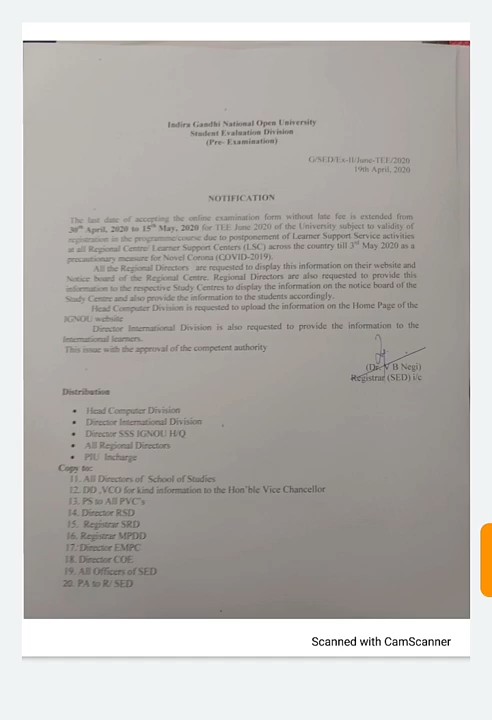 Indira Gandhi National Open University
Student Evaluation Division
(Pre- Examination)
G/SED/Ex-II/June-TEE/2020
19th April, 2020
NOTIFICATION
The last date of accepting the online examination form without late fee is extended from
30th April, 2020 to 15th May, 2020 for TEE June 2020 of the University subject to validity of
registration in the programme/course due to postponement of Learner Support Service activities
at all Regional Centre/ Learner Support Centers (LSC) across the country till 3rd May 2020 as a
precautionary measure for Novel Corona (COVID-2019).
All the Regional Directors are requested to display this information on their website and
Notice board of the Regional Centre. Regional Directors are also requested to provide this
information to the respective Study Centres to display the information on the notice board of the
Study Centre and also provide the information to the students accordingly.
Head Computer Division is requested to upload the information on the Home Page of the
IGNOU website
Director International Division is also requested to provide the information to the
International learners.
This issue with the approval of the competent authority
(Dr. V B Negi)
Registrar (SED) i/c
Distribution
• Head Computer Division
• Director International Division
• Director SSS IGNOU H/Q
• All Regional Directors
• PIU Incharge
Copy to:
11. All Directors of School of Studies
12. DD ,VCO for kind information to the Hon'ble Vice Chancellor
13. PS to All PVC's
14. Director RSD
15. Registrar SRD
16. Registrar MPDD
17. Director EMPC
18. Director COE
19. All Officers of SED
20. PA to R/ SED
Scanned with CamScanner